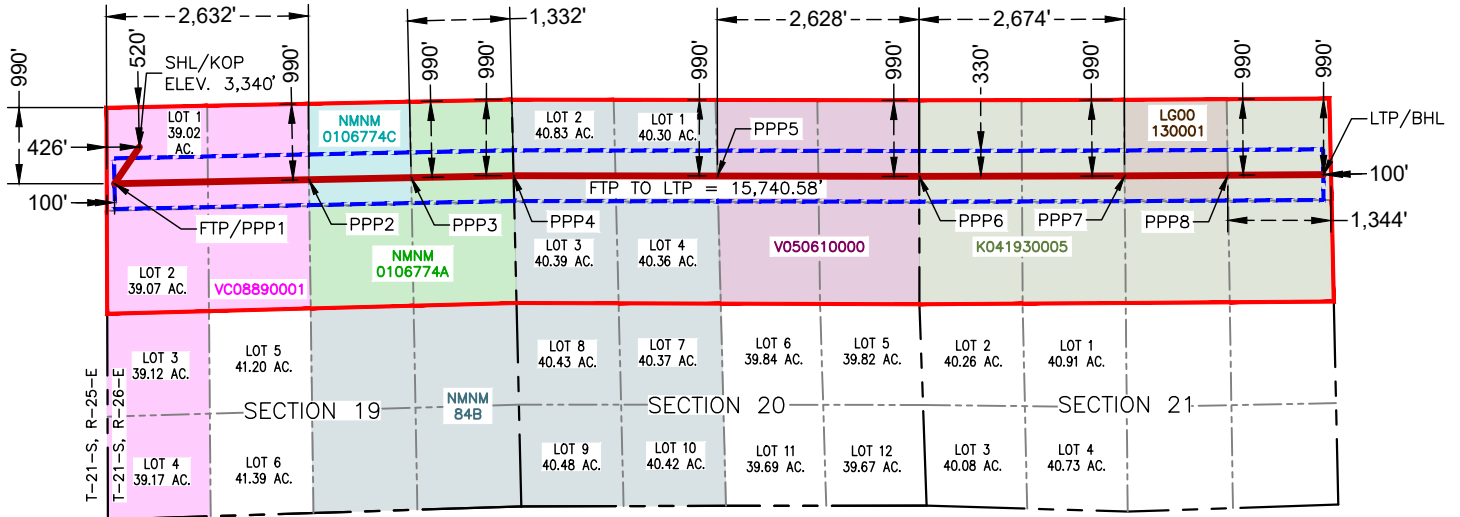 2,632'
1,332'
2,628'
2,674'
990'
520'
SHL/KOP
ELEV. 3,340'
990'
990'
990'
990'
990'
330'
990'
990'
990'
LOT 1
39.02
AC.
NMNM
0106774C
LOT 2
40.83 AC.
LOT 1
40.30 AC.
PPP5
LG00
130001
LTP/BHL
426'
100'
FTP TO LTP = 15,740.58'
100'
FTP/PPP1
PPP2
PPP3
PPP4
PPP6
PPP7
PPP8
1,344'
LOT 2
39.07 AC.
VC08890001
NMNM
0106774A
LOT 3
40.39 AC.
LOT 4
40.36 AC.
V050610000
K041930005
LOT 3
39.12 AC.
LOT 5
41.20 AC.
LOT 8
40.43 AC.
LOT 7
40.37 AC.
LOT 6
39.84 AC.
LOT 5
39.82 AC.
LOT 2
40.26 AC.
LOT 1
40.91 AC.
T-21-S, R-25-E
T-21-S, R-26-E
SECTION 19
NMNM
84B
SECTION 20
SECTION 21
LOT 4
39.17 AC.
LOT 6
41.39 AC.
LOT 9
40.48 AC.
LOT 10
40.42 AC.
LOT 11
39.69 AC.
LOT 12
39.67 AC.
LOT 3
40.08 AC.
LOT 4
40.73 AC.